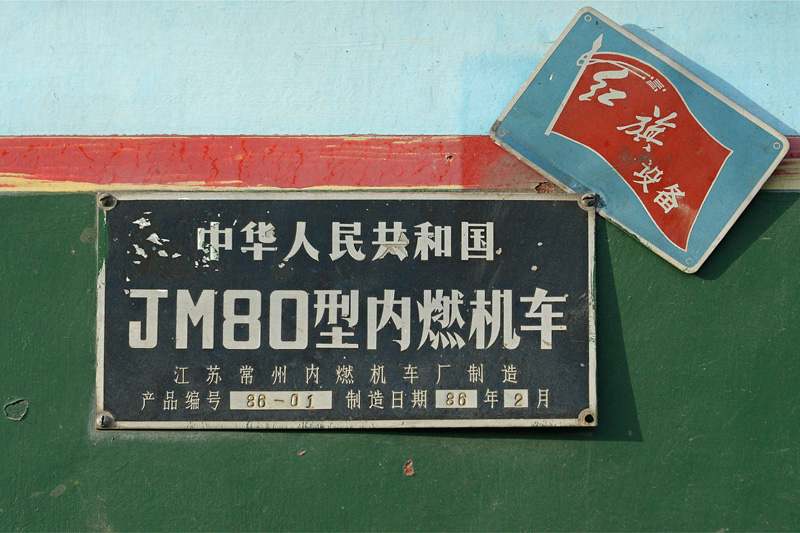 红旗
设备
中华人民共和国
JM80型内燃机车
江苏常州内燃机车厂制造
产品编号 86-01 制造日期 86 年 2 月